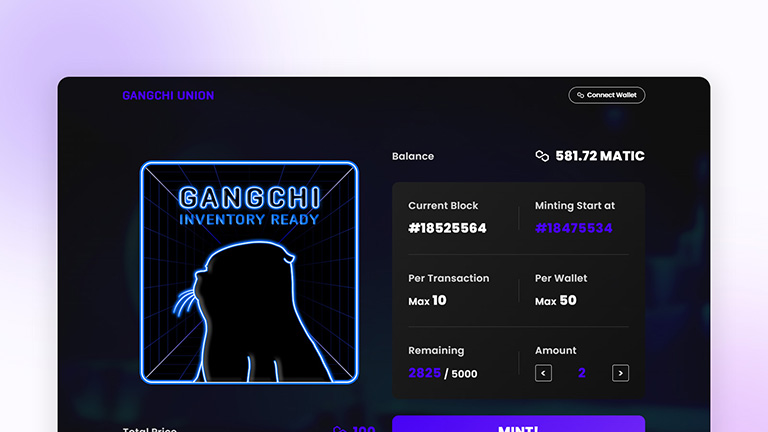 GANGCHI UNION
Connect Wallet
GANGCHI
INVENTORY READY
Balance
581.72 MATIC
Current Block
#18525564
Minting Start at
#18475534
Per Transaction
Max 10
Per Wallet
Max 50
Remaining
2825 / 5000
Amount
< 2 >
Total Price
100
MINT!